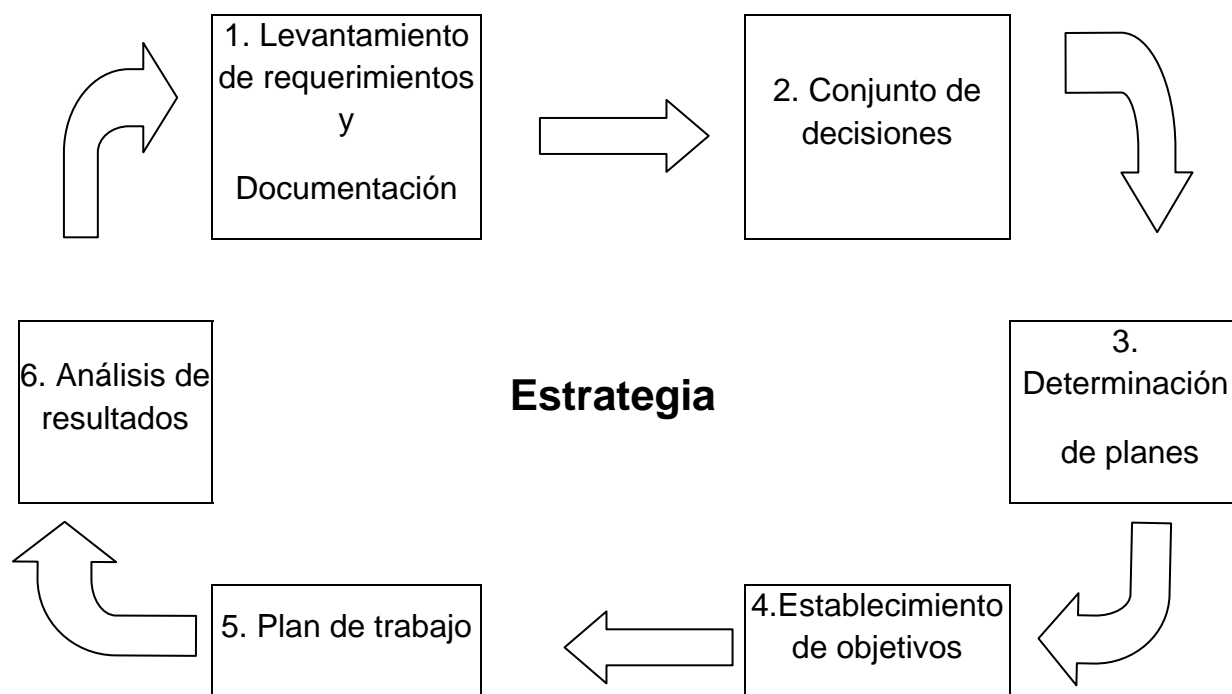 1. Levantamiento
de requerimientos
y
Documentación
2. Conjunto de
decisiones
3.
Determinación
de planes
4.Establecimiento
de objetivos
5. Plan de trabajo
6. Análisis de
resultados
Estrategia